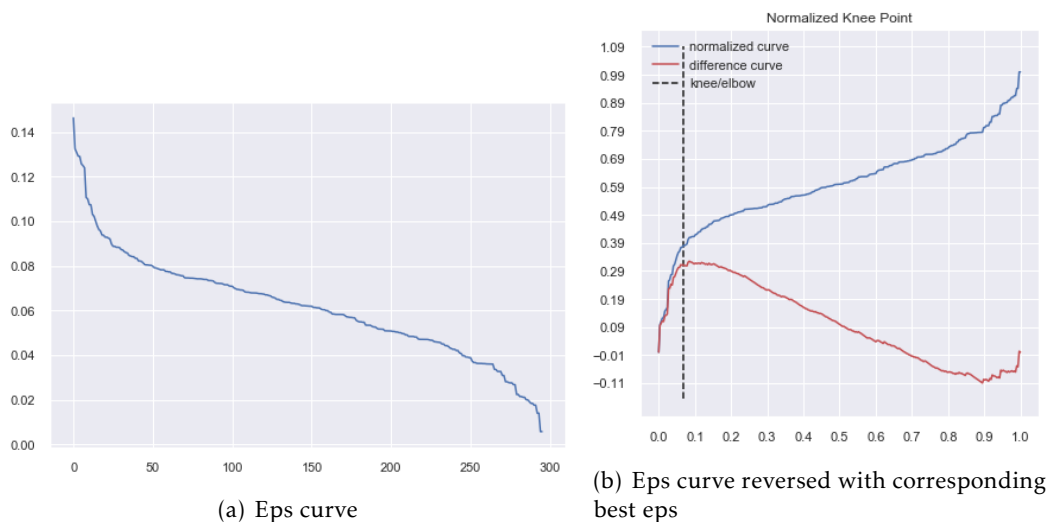 0.14
0.12
0.10
0.08
0.06
0.04
0.02
0.00
0 50 100 150 200 250 300
(a) Eps curve
Normalized Knee Point
normalized curve
difference curve
knee/elbow
1.09
0.99
0.89
0.79
0.69
0.59
0.49
0.39
0.29
0.19
0.09
−0.01
−0.11
0.0 0.1 0.2 0.3 0.4 0.5 0.6 0.7 0.8 0.9 1.0
(b) Eps curve reversed with corresponding
best eps